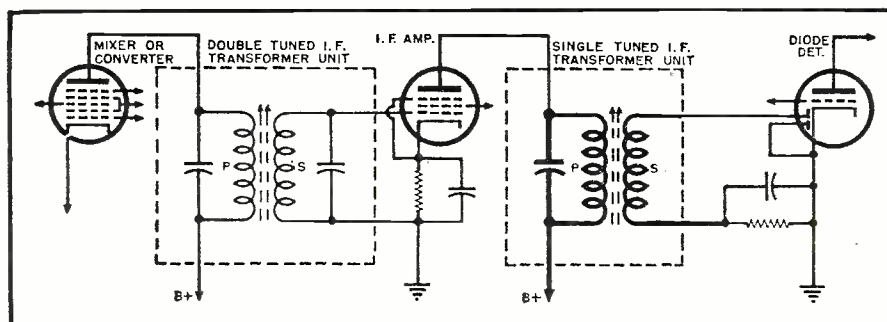 MIXER OR
CONVERTER
DOUBLE TUNED I.F.
TRANSFORMER UNIT
I.F. AMP.
SINGLE TUNED I.F.
TRANSFORMER UNIT
DIODE
DET.
P
S
P
S
B+
B+